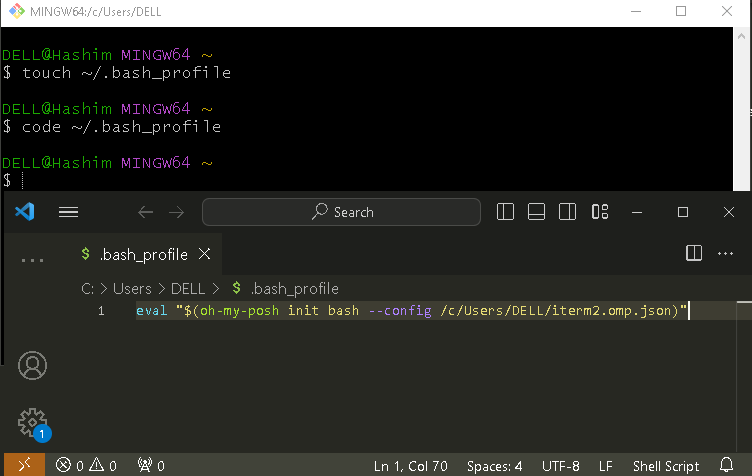 MINGW64:/c/Users/DELL
DELL@Hashim MINGW64 ~
$ touch ~/.bash_profile
DELL@Hashim MINGW64 ~
$ code ~/.bash_profile
DELL@Hashim MINGW64 ~
$
Search
$ .bash_profile
C: > Users > DELL > $ .bash_profile
1 eval "$(oh-my-posh init bash --config /c/Users/DELL/iterm2.omp.json)"
1
0 0 0 Ln 1, Col 70 Spaces: 4 UTF-8 LF Shell Script